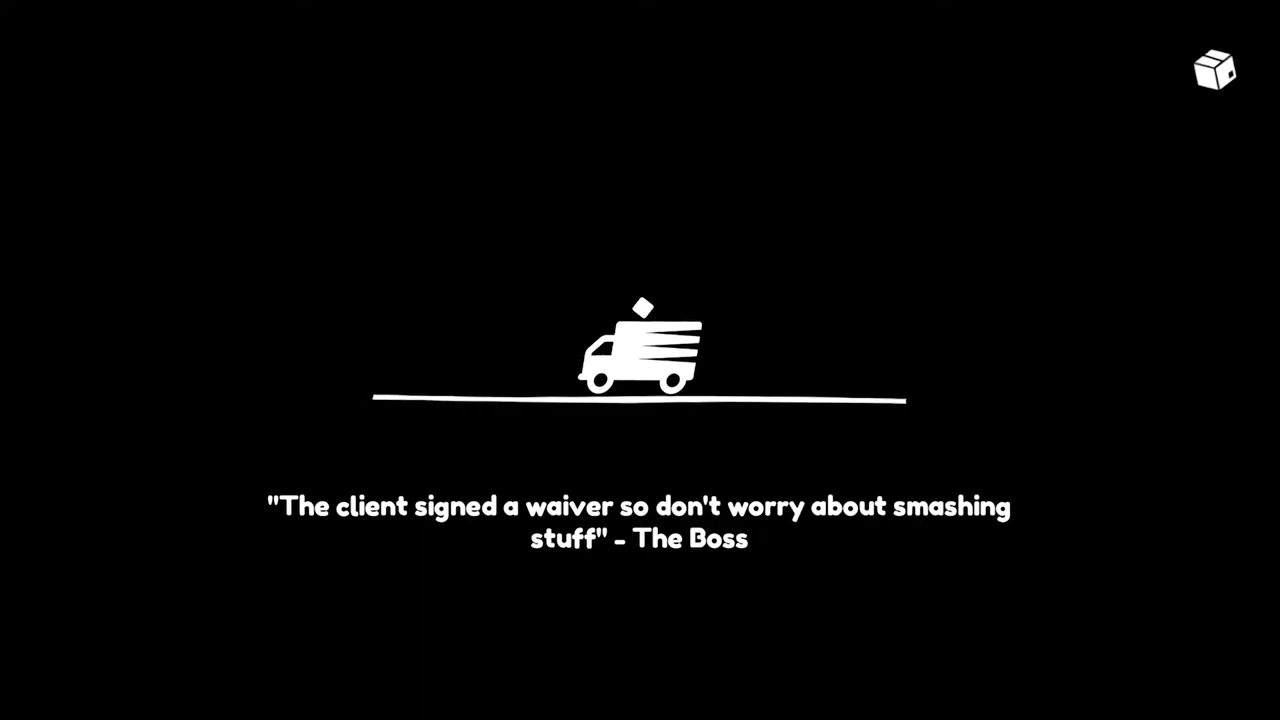 "The client signed a waiver so don't worry about smashing
stuff" - The Boss